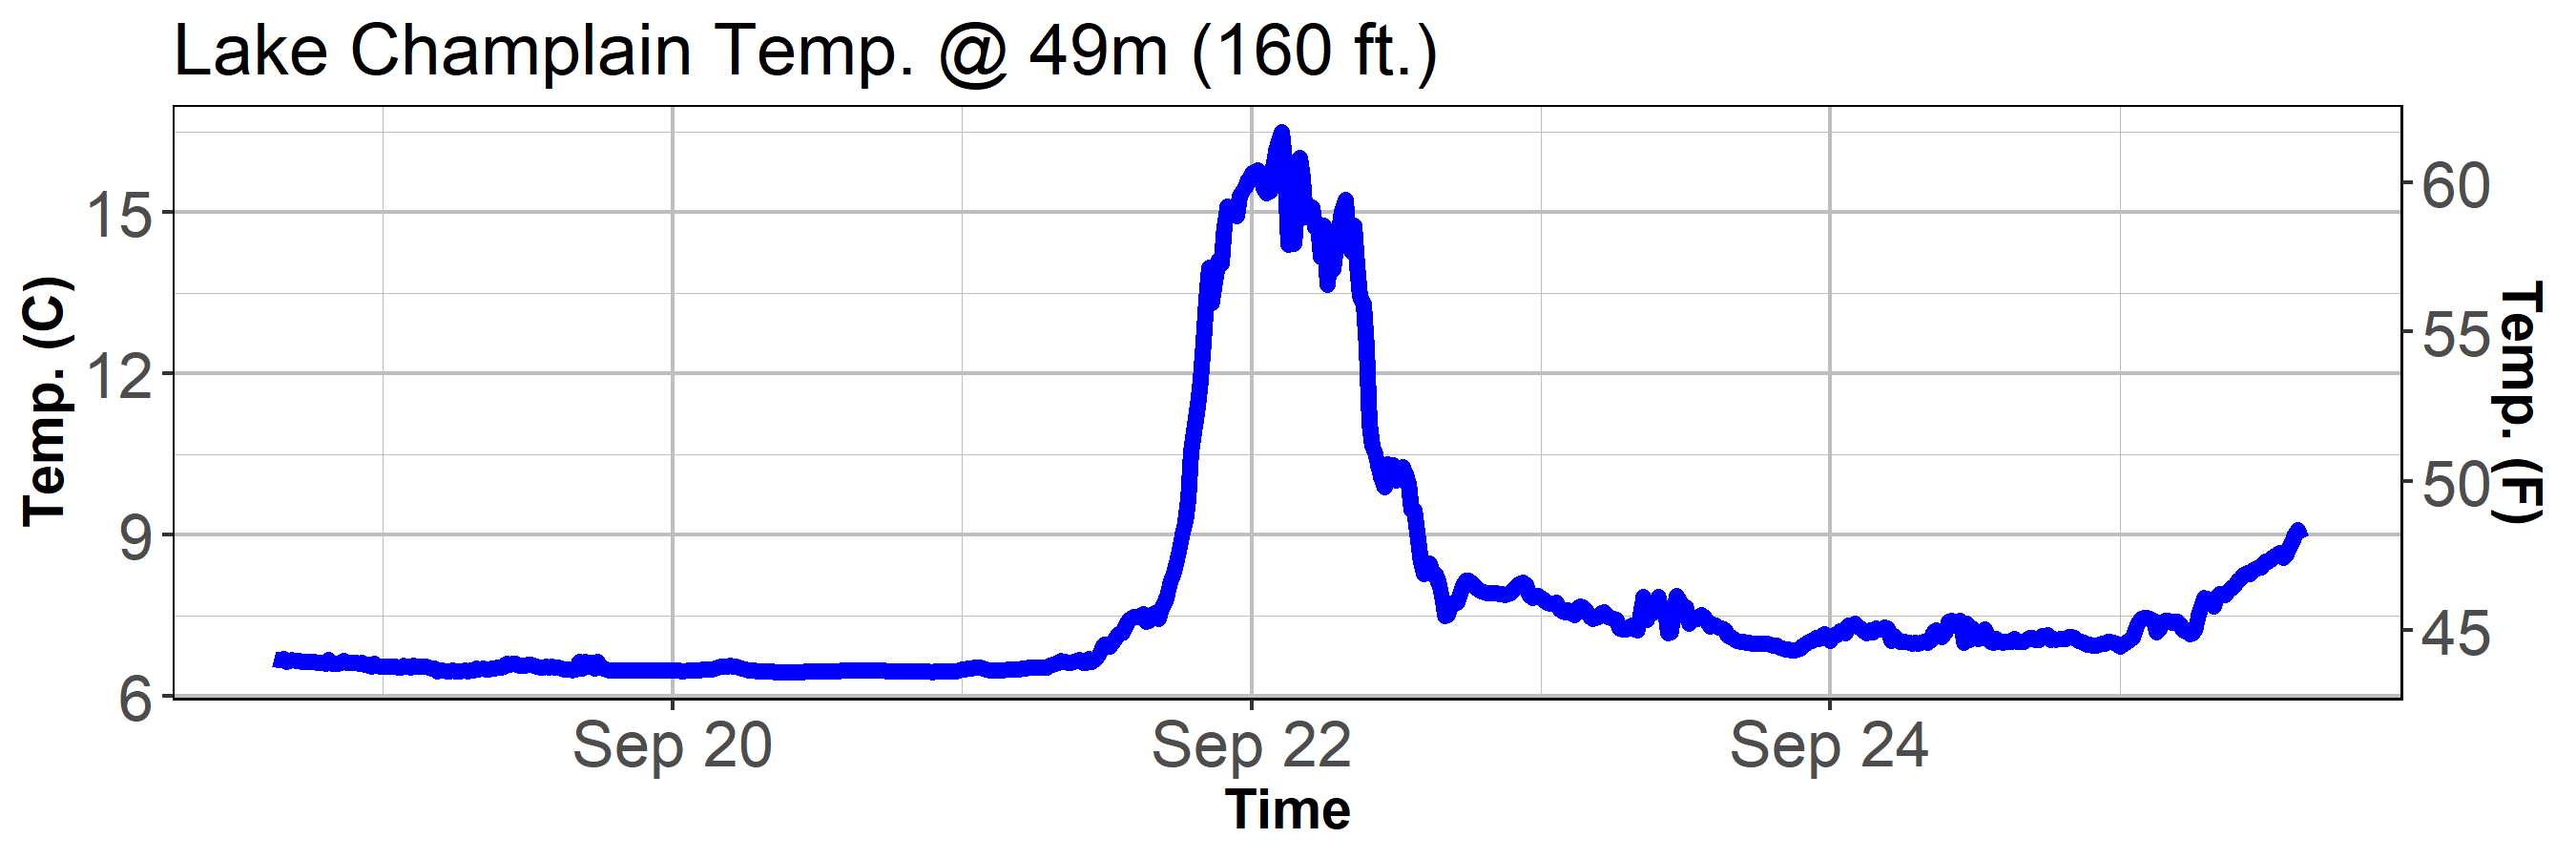 Lake Champlain Temp. @ 49m (160 ft.)
Temp. (C)
15
12
9
6
60
55
50
45
Temp. (F)
Sep 20 Sep 22 Sep 24
Time